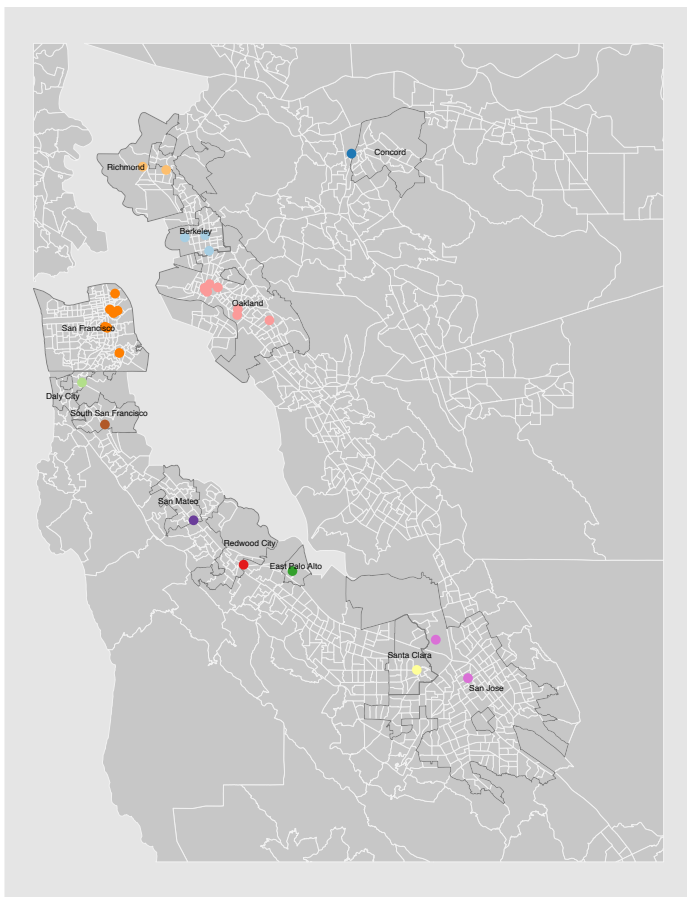 Concord
Richmond
Berkeley
Oakland
San Francisco
Daly City
South San Francisco
San Mateo
Redwood City
East Palo Alto
Santa Clara
San Jose